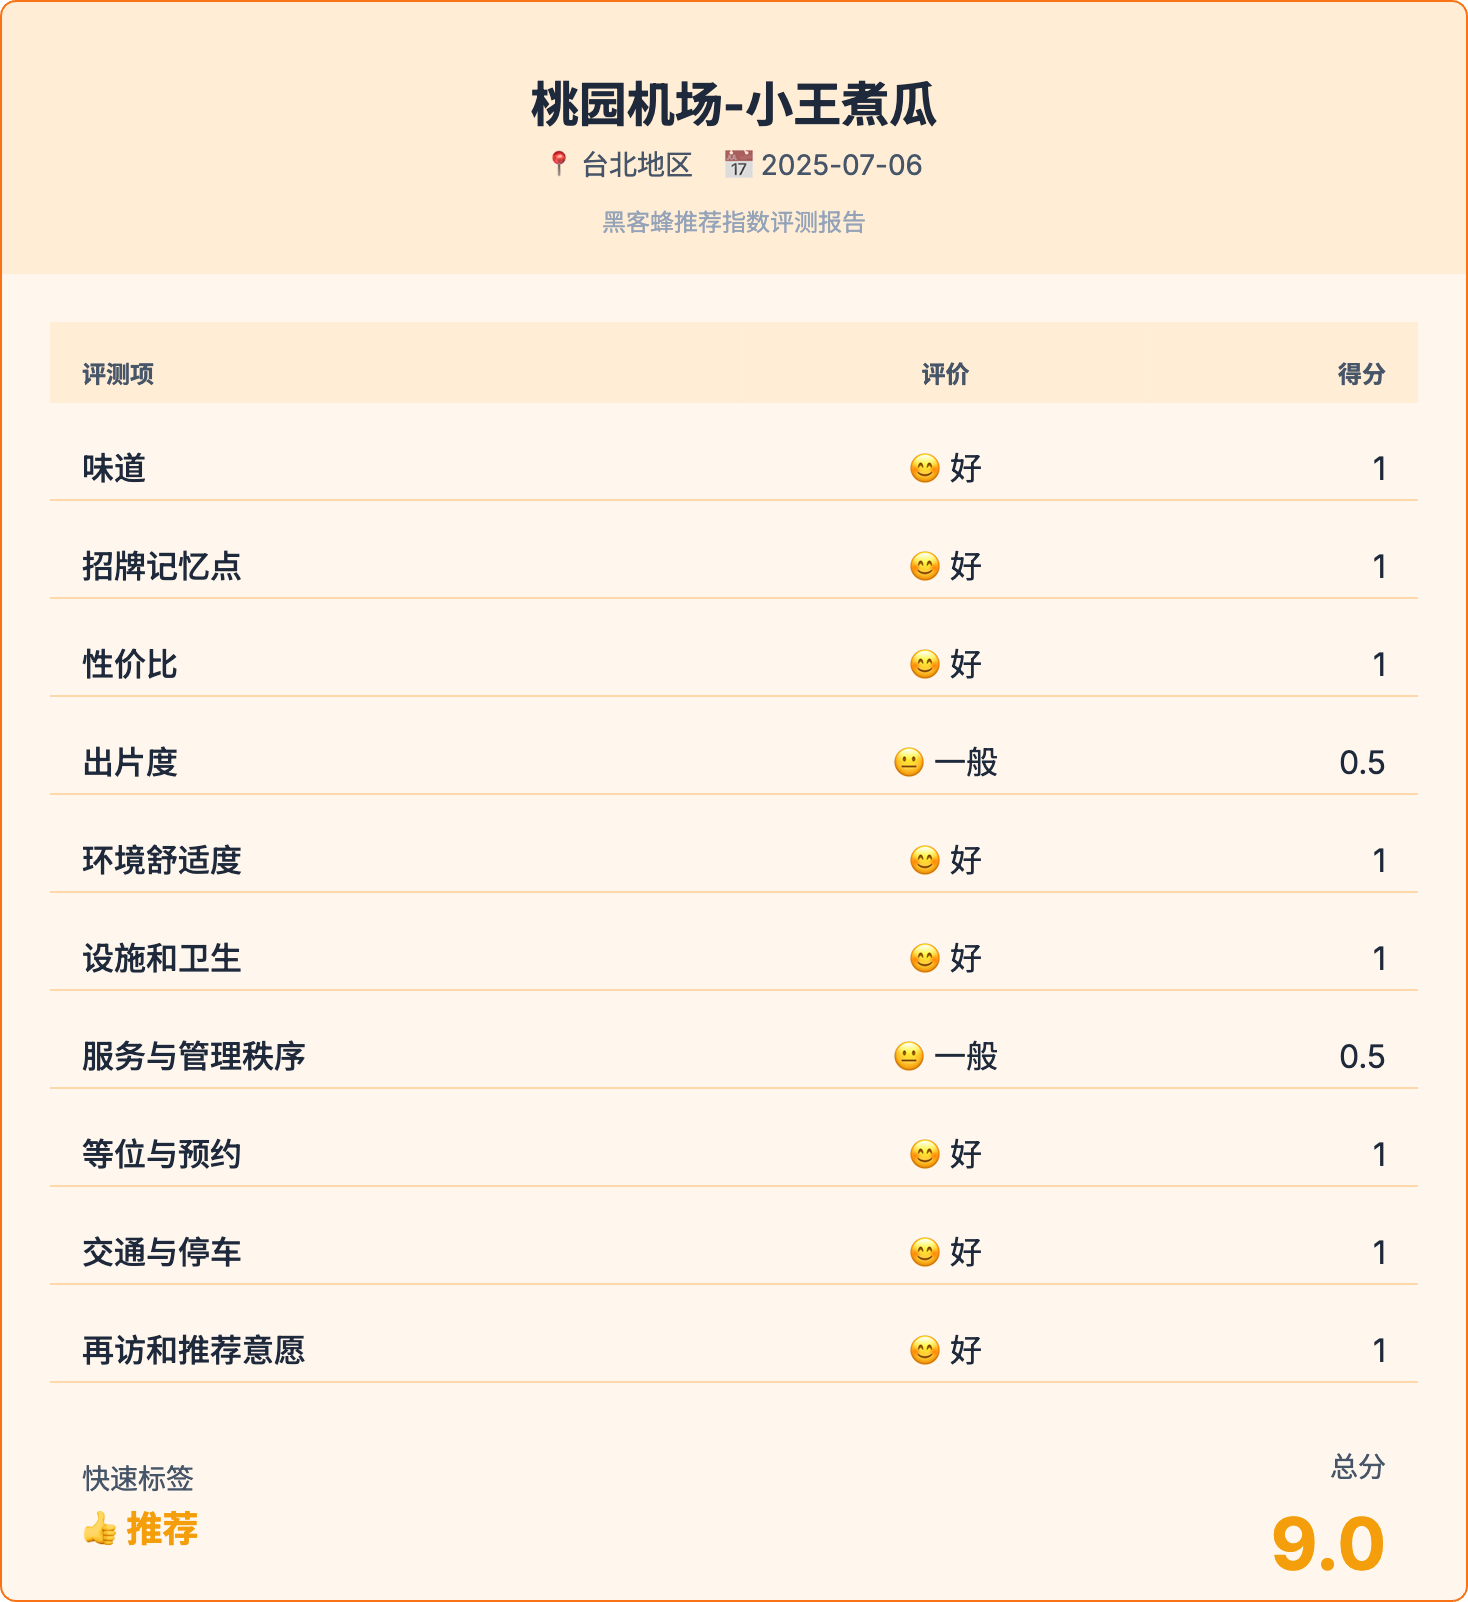 桃园机场-小王煮瓜
📍 台北地区 📅 2025-07-06
黑客蜂推荐指数评测报告
评测项 评价 得分
味道 😊 好 1
招牌记忆点 😊 好 1
性价比 😊 好 1
出片度 😐 一般 0.5
环境舒适度 😊 好 1
设施和卫生 😊 好 1
服务与管理秩序 😐 一般 0.5
等位与预约 😊 好 1
交通与停车 😊 好 1
再访和推荐意愿 😊 好 1
快速标签
👍 推荐
总分
9.0